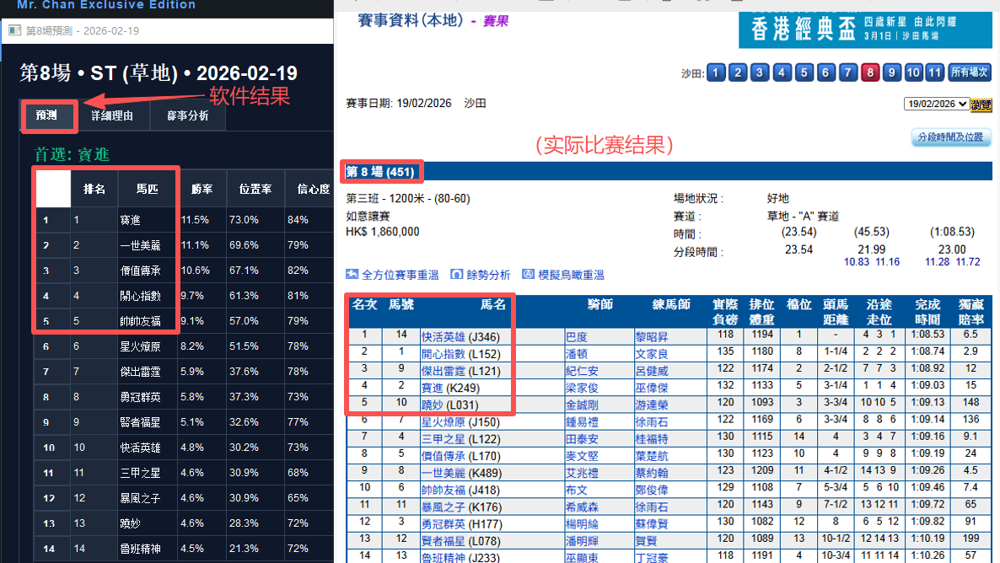 Mr. Chan Exclusive Edition
第8場預測 - 2026-02-19
第8場 • ST (草地) • 2026-02-19
软件结果
預測 詳細理由 賽事分析
首選: 寶進
排名 馬匹 勝率 位置率 信心度
1 1 寶進 11.5% 73.0% 84%
2 2 一世美麗 11.1% 69.6% 79%
3 3 價值傳承 10.6% 67.1% 82%
4 4 開心指數 9.7% 61.3% 81%
5 5 帥帥友福 9.1% 57.0% 79%
6 6 星火燎原 8.2% 51.5% 78%
7 7 傑出雷霆 5.9% 37.6% 78%
8 8 勇冠群英 5.8% 37.3% 73%
9 9 賢者福星 5.1% 32.6% 77%
10 10 快活英雄 4.8% 30.2% 73%
11 11 三甲之星 4.6% 30.9% 68%
12 12 暴風之子 4.6% 30.9% 65%
13 13 蹺妙 4.6% 28.3% 72%
14 14 魯班精神 4.5% 21.3% 72%
賽事資料(本地) - 賽果
香港經典盃 四歲新星 由此閃耀
3月1日 | 沙田馬場
沙田: 1 2 3 4 5 6 7 8 9 10 11 所有場次
賽事日期: 19/02/2026 沙田
19/02/2026 瀏覽
分段時間及位置
(实际比赛结果)
第 8 場 (451)
第三班 - 1200米 - (80-60) 場地狀況 : 好地
如意讓賽 賽道 : 草地 - "A" 賽道
HK$ 1,860,000 時間 : (23.54) (45.53) (1:08.53)
分段時間 : 23.54 21.99 23.00
10.83 11.16 11.28 11.72
全方位賽事重溫 餘勢分析 模擬鳥瞰重溫
名次 馬號 馬名 騎師 練馬師 實際負磅 排位體重 檔位 頭馬距離 沿途走位 完成時間 獨贏賠率
1 14 快活英雄 (J346) 巴度 黎昭昇 118 1194 1 - 4 3 1 1:08.53 6.5
2 1 開心指數 (L152) 潘頓 文家良 135 1180 8 1-1/4 2 2 2 1:08.74 2.9
3 9 傑出雷霆 (L121) 紀仁安 呂健威 122 1174 2 2-1/2 7 7 3 1:08.92 12
4 2 寶進 (K249) 梁家俊 巫偉傑 132 1133 5 3-1/4 1 1 4 1:09.03 15
5 10 蹺妙 (L031) 金誠剛 游達榮 120 1093 3 3-3/4 10 10 5 1:09.13 148
6 7 星火燎原 (J150) 鍾易禮 徐雨石 122 1169 6 3-3/4 8 8 6 1:09.14 136
7 4 三甲之星 (L122) 田泰安 桂福特 130 1115 14 4 3 4 7 1:09.16 9.1
8 5 價值傳承 (L170) 麥文堅 葉楚航 130 1123 10 4 9 9 8 1:09.19 24
9 8 一世美麗 (K489) 艾兆禮 蔡約翰 123 1209 11 4-1/2 14 13 9 1:09.26 4.5
10 6 帥帥友福 (J418) 布文 鄭俊偉 129 1108 7 5-3/4 5 6 10 1:09.46 7.4
11 11 暴風之子 (K176) 希威森 徐雨石 120 1143 9 7-1/2 13 12 11 1:09.72 65
12 3 勇冠群英 (H177) 楊明綸 蘇偉賢 130 1082 12 8 6 5 12 1:09.82 91
13 12 賢者福星 (L078) 潘明輝 賀賢 120 1089 13 10-1/2 12 14 13 1:10.19 199
14 13 魯班精神 (J233) 巫顯東 丁冠豪 118 1191 4 10-3/4 11 11 14 1:10.26 57